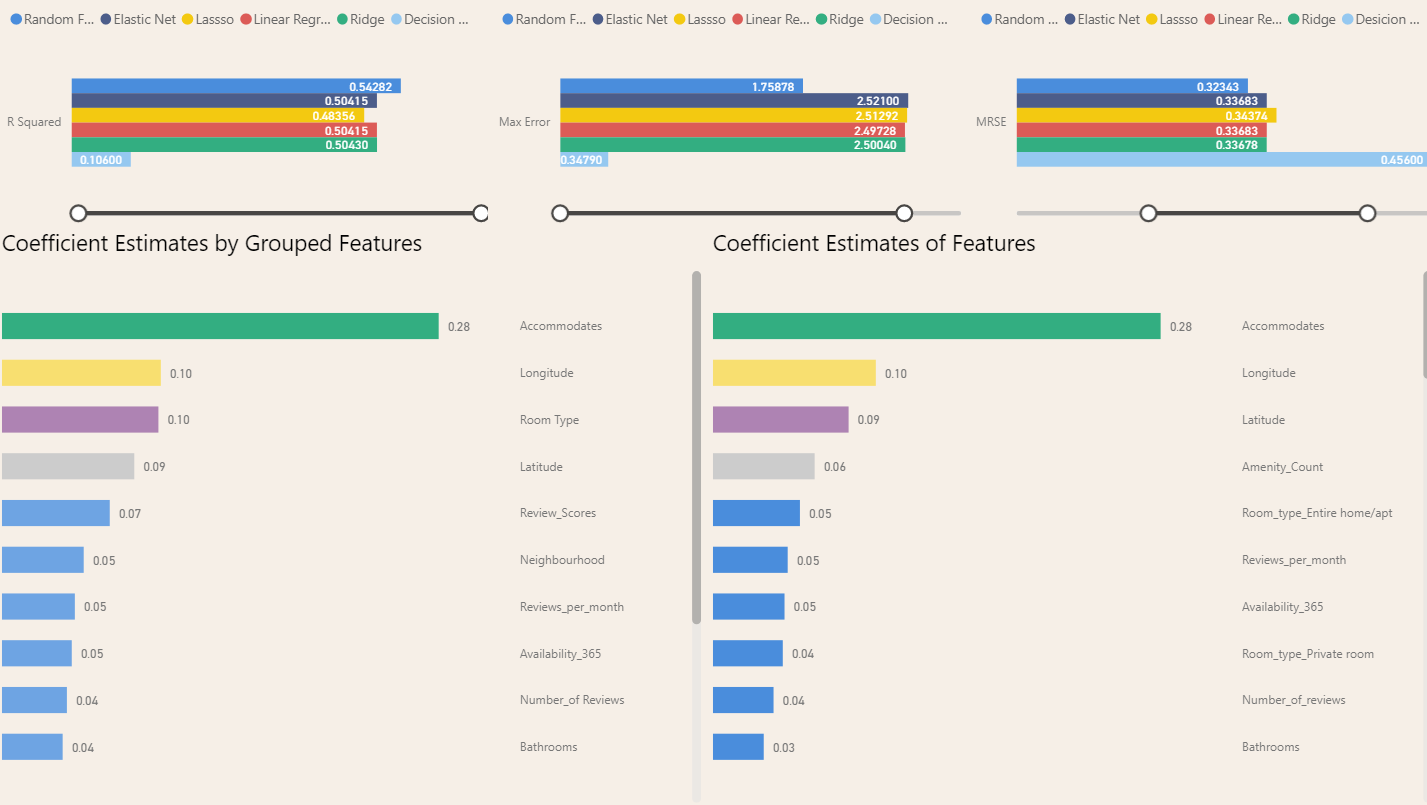 Random F... Elastic Net Lassso Linear Regr... Ridge Decision ...
R Squared
0.54282
0.50415
0.48356
0.50415
0.50430
0.10600
Random F... Elastic Net Lassso Linear Re... Ridge Decision ...
Max Error
1.75878
2.52100
2.51292
2.49728
2.50040
0.34790
Random ... Elastic Net Lassso Linear Re... Ridge Desicion ...
MRSE
0.32343
0.33683
0.34374
0.33683
0.33678
0.45600
Coefficient Estimates by Grouped Features
0.28 Accommodates
0.10 Longitude
0.10 Room Type
0.09 Latitude
0.07 Review_Scores
0.05 Neighbourhood
0.05 Reviews_per_month
0.05 Availability_365
0.04 Number_of Reviews
0.04 Bathrooms
Coefficient Estimates of Features
0.28 Accommodates
0.10 Longitude
0.09 Latitude
0.06 Amenity_Count
0.05 Room_type_Entire home/apt
0.05 Reviews_per_month
0.05 Availability_365
0.04 Room_type_Private room
0.04 Number_of_reviews
0.03 Bathrooms